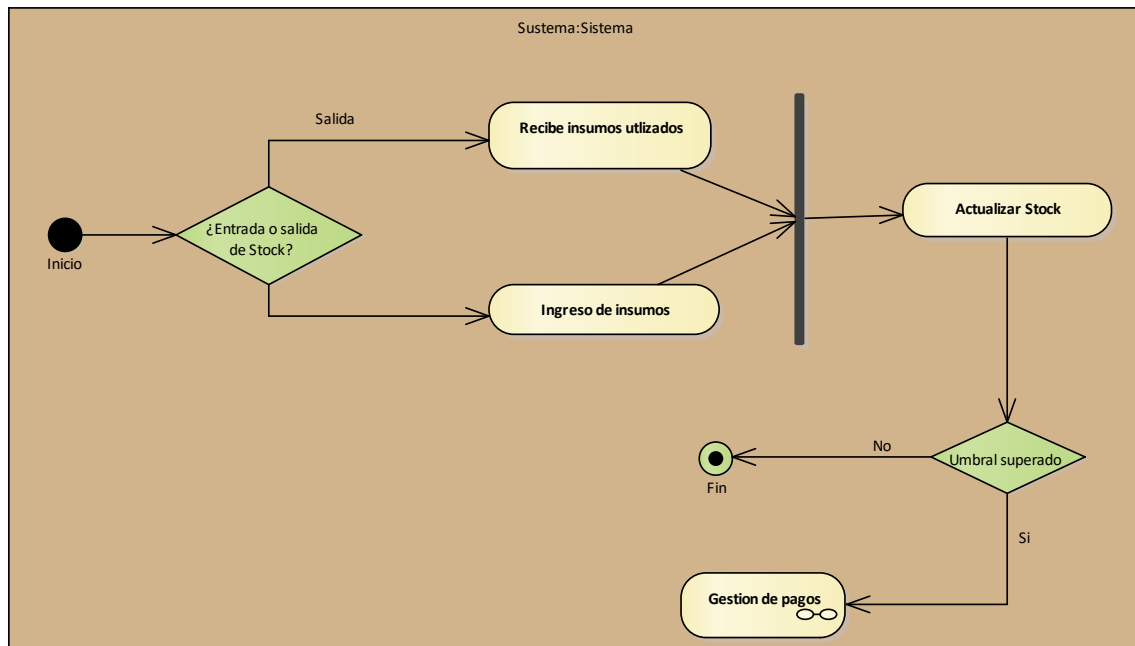 Sustema:Sistema
Salida
Recibe insumos utlizados
¿Entrada o salida
de Stock?
Inicio
Actualizar Stock
Ingreso de insumos
No
Umbral superado
Fin
Si
Gestion de pagos